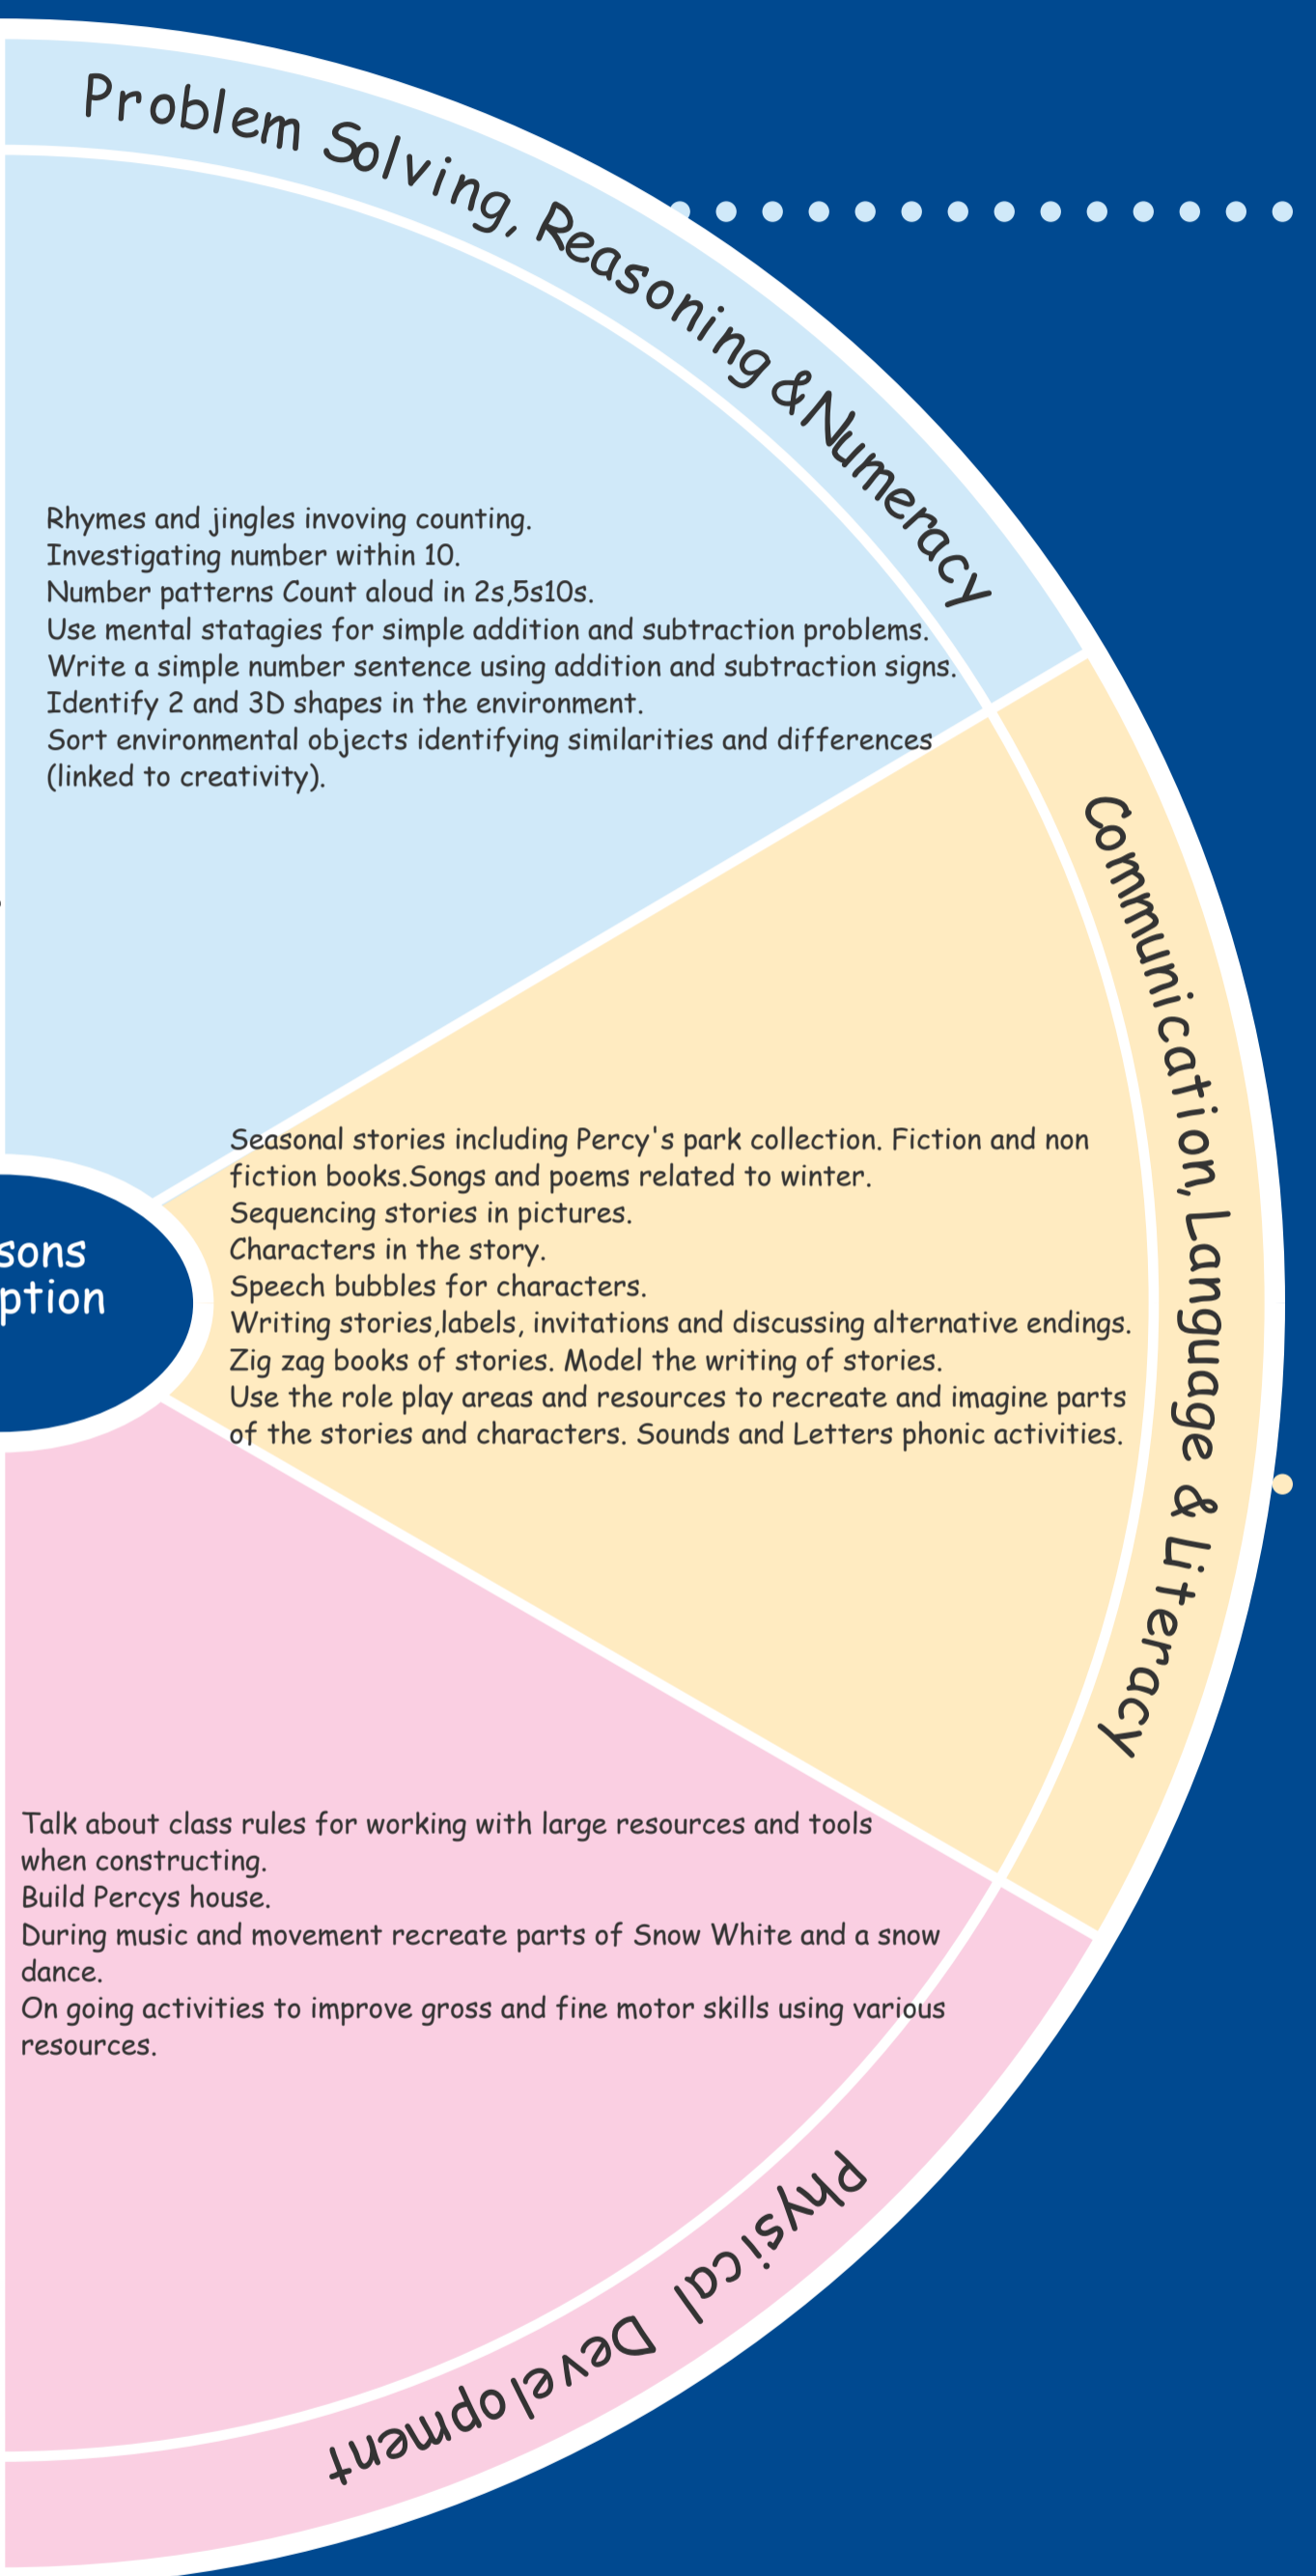 Problem Solving, Reasoning &Numeracy
Rhymes and jingles invoving counting.
Investigating number within 10.
Number patterns Count aloud in 2s,5s10s.
Use mental statagies for simple addition and subtraction problems.
Write a simple number sentence using addition and subtraction signs.
Identify 2 and 3D shapes in the environment.
Sort environmental objects identifying similarities and differences
(linked to creativity).
Communication, Language & Literacy
Seasonal stories including Percy's park collection. Fiction and non
fiction books.Songs and poems related to winter.
Sequencing stories in pictures.
Characters in the story.
Speech bubbles for characters.
Writing stories,labels, invitations and discussing alternative endings.
Zig zag books of stories. Model the writing of stories.
Use the role play areas and resources to recreate and imagine parts
of the stories and characters. Sounds and Letters phonic activities.
sons
ption
Talk about class rules for working with large resources and tools
when constructing.
Build Percys house.
During music and movement recreate parts of Snow White and a snow
dance.
On going activities to improve gross and fine motor skills using various
resources.
Physical Development